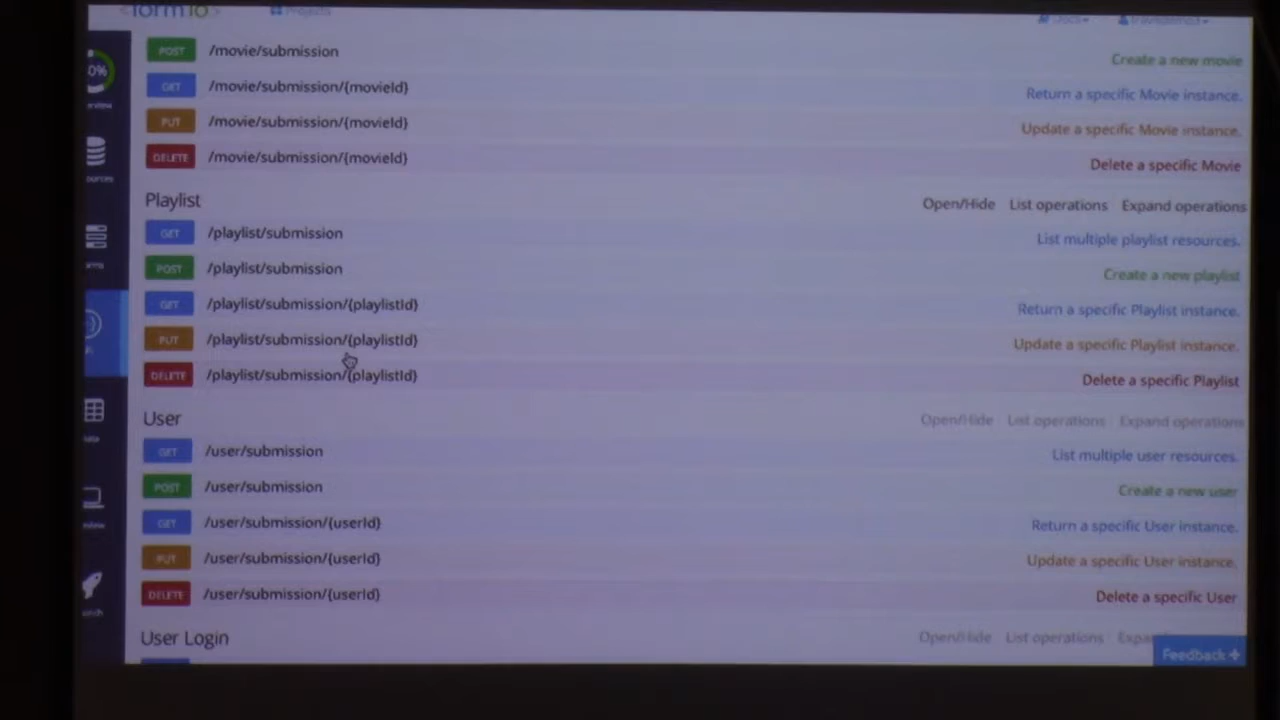 <form io>
Projects
Docs
POST /movie/submission Create a new movie
GET /movie/submission/{movieId} Return a specific Movie instance.
PUT /movie/submission/{movieId} Update a specific Movie instance.
DELETE /movie/submission/{movieId} Delete a specific Movie
Playlist Open/Hide List operations Expand operations
GET /playlist/submission List multiple playlist resources.
POST /playlist/submission Create a new playlist
GET /playlist/submission/{playlistId} Return a specific Playlist instance.
PUT /playlist/submission/{playlistId} Update a specific Playlist instance.
DELETE /playlist/submission/{playlistId} Delete a specific Playlist
User Open/Hide List operations Expand operations
GET /user/submission List multiple user resources.
POST /user/submission Create a new user
GET /user/submission/{userId} Return a specific User instance.
PUT /user/submission/{userId} Update a specific User instance.
DELETE /user/submission/{userId} Delete a specific User
User Login Open/Hide List operations
Feedback +